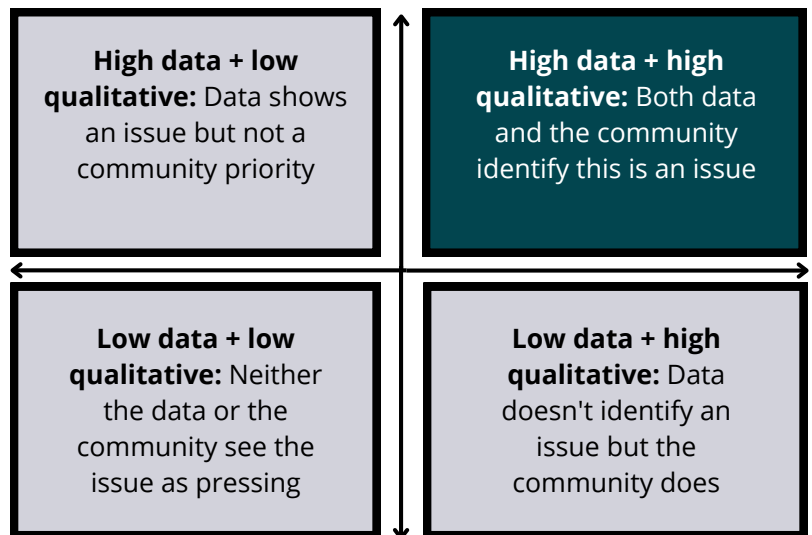 High data + low
qualitative: Data shows
an issue but not a
community priority
High data + high
qualitative: Both data
and the community
identify this is an issue
Low data + low
qualitative: Neither
the data or the
community see the
issue as pressing
Low data + high
qualitative: Data
doesn't identify an
issue but the
community does